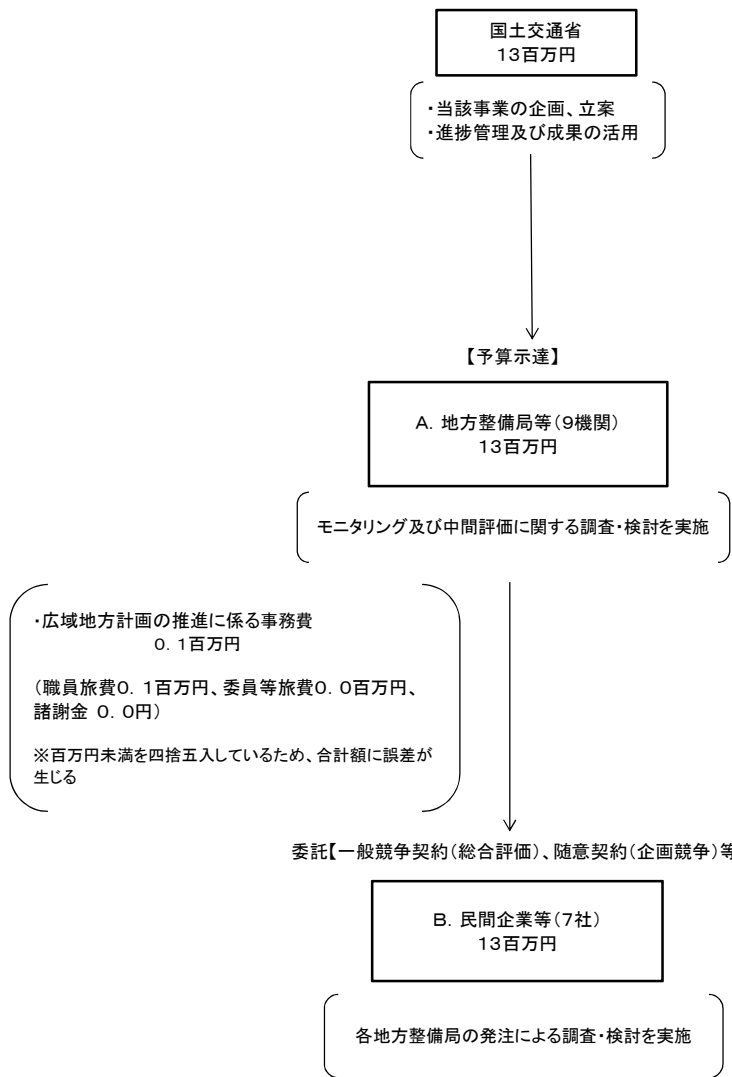 国土交通省
13百万円
・当該事業の企画、立案
・進捗管理及び成果の活用
【予算示達】
A．地方整備局等（9機関）
13百万円
モニタリング及び中間評価に関する調査・検討を実施
・広域地方計画の推進に係る事務費
0．1百万円
（職員旅費0．1百万円、委員等旅費0．0百万円、
諸謝金 0．0円）
※百万円未満を四捨五入しているため、合計額に誤差が
生じる
委託【一般競争契約（総合評価）、随意契約（企画競争）等
B．民間企業等（7社）
13百万円
各地方整備局の発注による調査・検討を実施